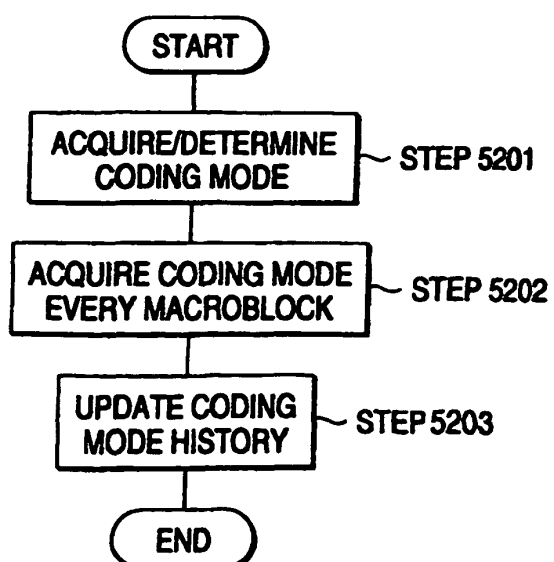 START
ACQUIRE/DETERMINE
CODING MODE
STEP 5201
ACQUIRE CODING MODE
EVERY MACROBLOCK
STEP 5202
UPDATE CODING
MODE HISTORY
STEP 5203
END